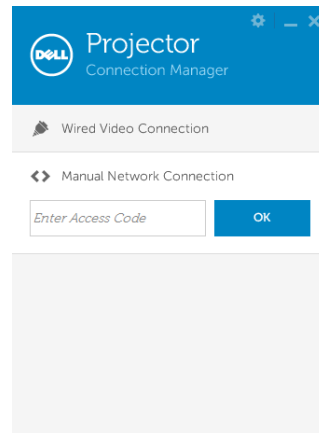 DELL
Projector
Connection Manager
Wired Video Connection
Manual Network Connection
Enter Access Code
OK